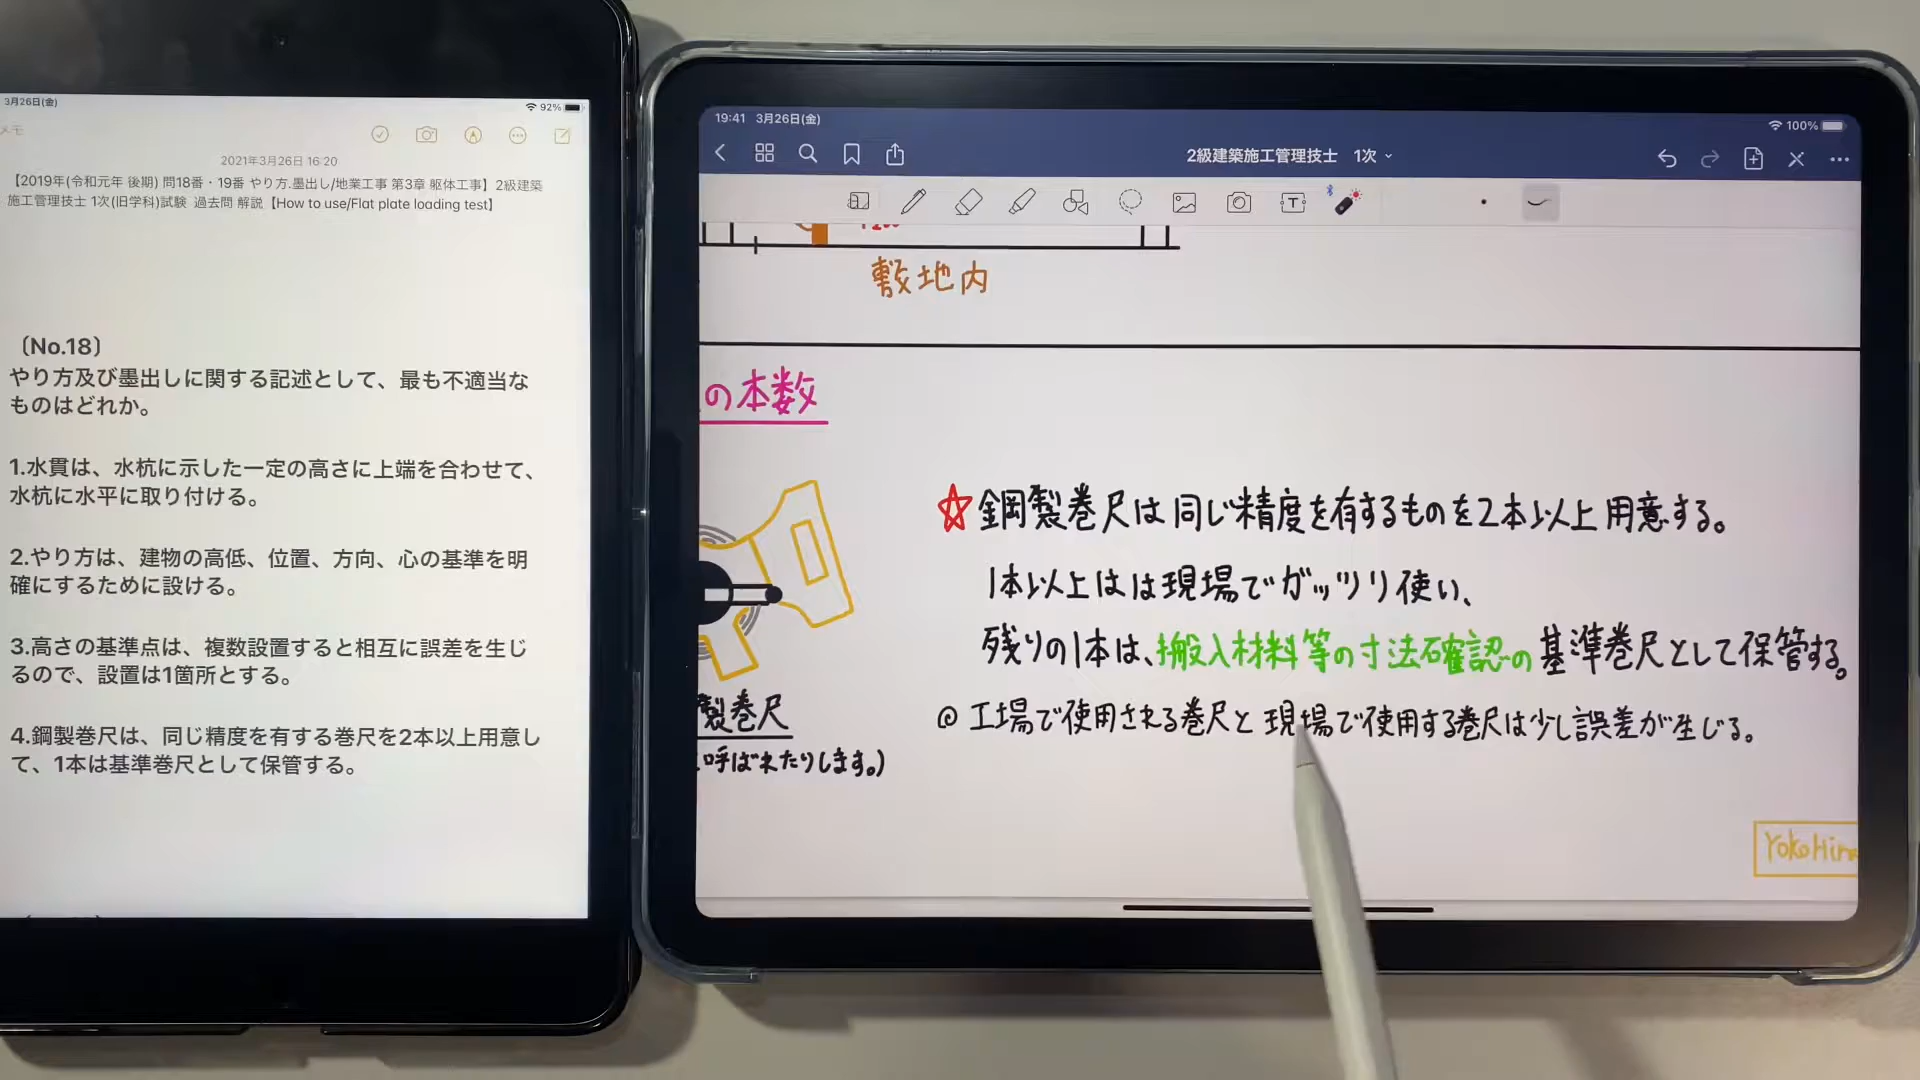 3月26日(金)
92%
メモ
2021年3月26日 16:20
【2019年(令和元年 後期) 問18番・19番 やり方.墨出し/地業工事 第3章 躯体工事】2級建築
施工管理技士 1次(旧学科)試験 過去問 解説【How to use/Flat plate loading test】
〔No.18〕
やり方及び墨出しに関する記述として、最も不適当な
ものはどれか。
1.水貫は、水杭に示した一定の高さに上端を合わせて、
水杭に水平に取り付ける。
2.やり方は、建物の高低、位置、方向、心の基準を明
確にするために設ける。
3.高さの基準点は、複数設置すると相互に誤差を生じ
るので、設置は1箇所とする。
4.鋼製巻尺は、同じ精度を有する巻尺を2本以上用意し
て、1本は基準巻尺として保管する。
19:41 3月26日(金)
100%
2級建築施工管理技士 1次
敷地内
の本数
☆鋼製巻尺は同じ精度を有するものを2本以上用意する。
1本以上はは現場でガッツリ使い、
残りの1本は、搬入材料等の寸法確認の基準巻尺として保管する。
◎工場で使用される巻尺と現場で使用する巻尺は少し誤差が生じる。
製巻尺
呼ばれたりします。)